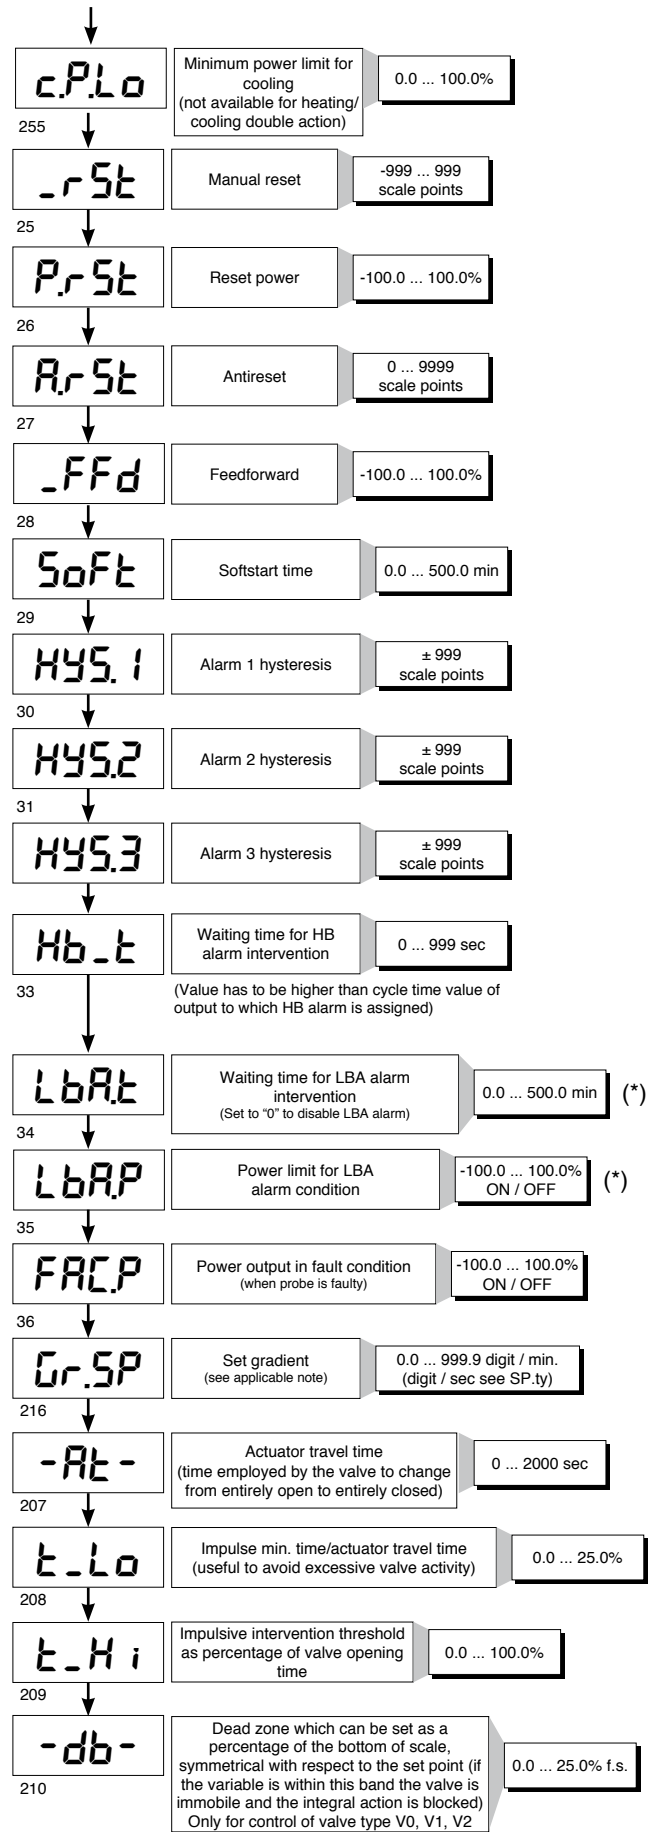 c.P.Lo
Minimum power limit for
cooling
(not available for heating/
cooling double action)
0.0 ... 100.0%
255
_rSt
Manual reset
-999 ... 999
scale points
25
P.rSt
Reset power
-100.0 ... 100.0%
26
A.rSt
Antireset
0 ... 9999
scale points
27
_FFd
Feedforward
-100.0 ... 100.0%
28
SoFt
Softstart time
0.0 ... 500.0 min
29
HYS.1
Alarm 1 hysteresis
± 999
scale points
30
HYS.2
Alarm 2 hysteresis
± 999
scale points
31
HYS.3
Alarm 3 hysteresis
± 999
scale points
Hb_t
Waiting time for HB
alarm intervention
0 ... 999 sec
33
(Value has to be higher than cycle time value of
output to which HB alarm is assigned)
LbA.t
Waiting time for LBA alarm
intervention
(Set to “0” to disable LBA alarm)
0.0 ... 500.0 min
(*)
34
LbA.P
Power limit for LBA
alarm condition
-100.0 ... 100.0%
ON / OFF
(*)
35
FAC.P
Power output in fault condition
(when probe is faulty)
-100.0 ... 100.0%
ON / OFF
36
Gr.SP
Set gradient
(see applicable note)
0.0 ... 999.9 digit / min.
(digit / sec see SP.ty)
216
-At-
Actuator travel time
(time employed by the valve to change
from entirely open to entirely closed)
0 ... 2000 sec
207
t_Lo
Impulse min. time/actuator travel time
(useful to avoid excessive valve activity)
0.0 ... 25.0%
208
t_Hi
Impulsive intervention threshold
as percentage of valve opening
time
0.0 ... 100.0%
209
-db-
Dead zone which can be set as a
percentage of the bottom of scale,
symmetrical with respect to the set point (if
the variable is within this band the valve is
immobile and the integral action is blocked)
Only for control of valve type V0, V1, V2
0.0 ... 25.0% f.s.
210